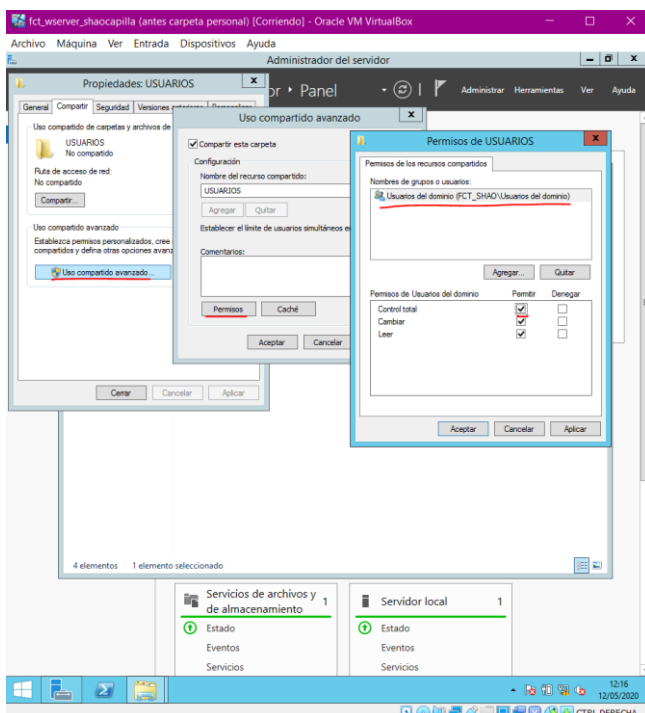 fct_wserver_shaocapilla (antes carpeta personal) [Corriendo] - Oracle VM VirtualBox
Archivo Máquina Ver Entrada Dispositivos Ayuda
Administrador del servidor
Panel
Administrar Herramientas Ver Ayuda
Propiedades: USUARIOS
General Compartir Seguridad Versiones
Uso compartido de carpetas y archivos de
USUARIOS
No compartido
Ruta de acceso de red:
No compartido
Compartir...
Uso compartido avanzado
Establezca permisos personalizados, cree
compartidos y defina otras opciones avanz
Uso compartido avanzado...
Cerrar Cancelar Aplicar
Uso compartido avanzado
Compartir esta carpeta
Configuración
Nombre del recurso compartido:
USUARIOS
Agregar Quitar
Establecer el límite de usuarios simultáneos e
Comentarios:
Permisos Caché
Aceptar Cancelar
Permisos de USUARIOS
Permisos de los recursos compartidos
Nombres de grupos o usuarios:
Usuarios del dominio (FCT_SHAO\Usuarios del dominio)
Agregar... Quitar
Permisos de Usuarios del dominio Permitir Denegar
Control total
Cambiar
Leer
Aceptar Cancelar Aplicar
4 elementos 1 elemento seleccionado
Servicios de archivos y
de almacenamiento
1
Estado
Eventos
Servicios
Servidor local 1
Estado
Eventos
Servicios
12:16
12/05/2020
CTRL DERECHA